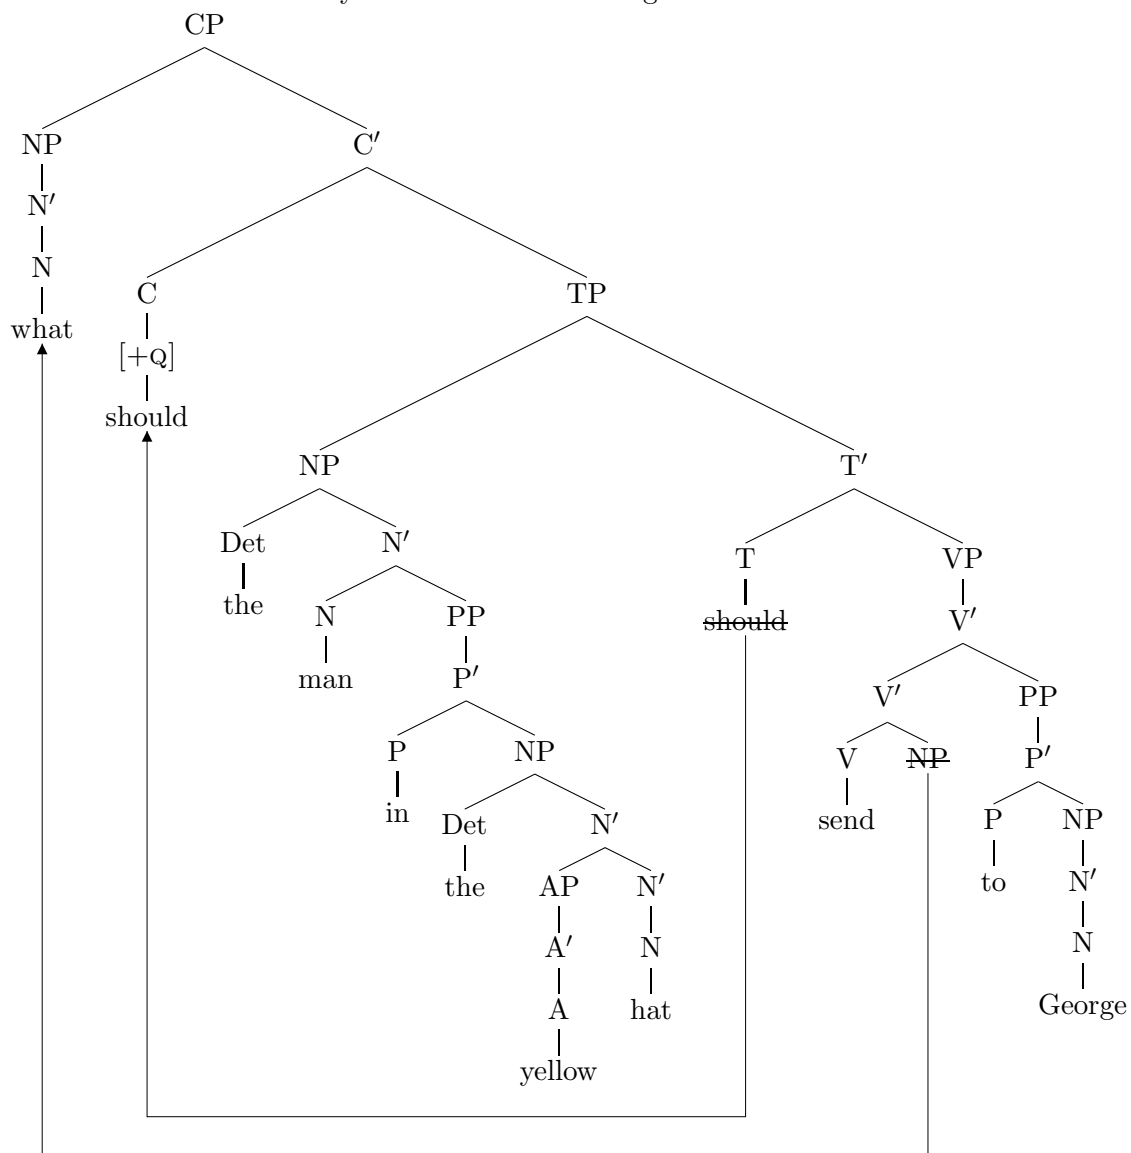 CP
NP C′
N′
N
what
C TP
[+Q]
should
NP T′
Det N′ T VP
the should V′
N PP
man P′ V′ PP
P NP V NP P′
in send
Det N′ P NP
the to N′
AP N′
A′ N N
A hat George
yellow